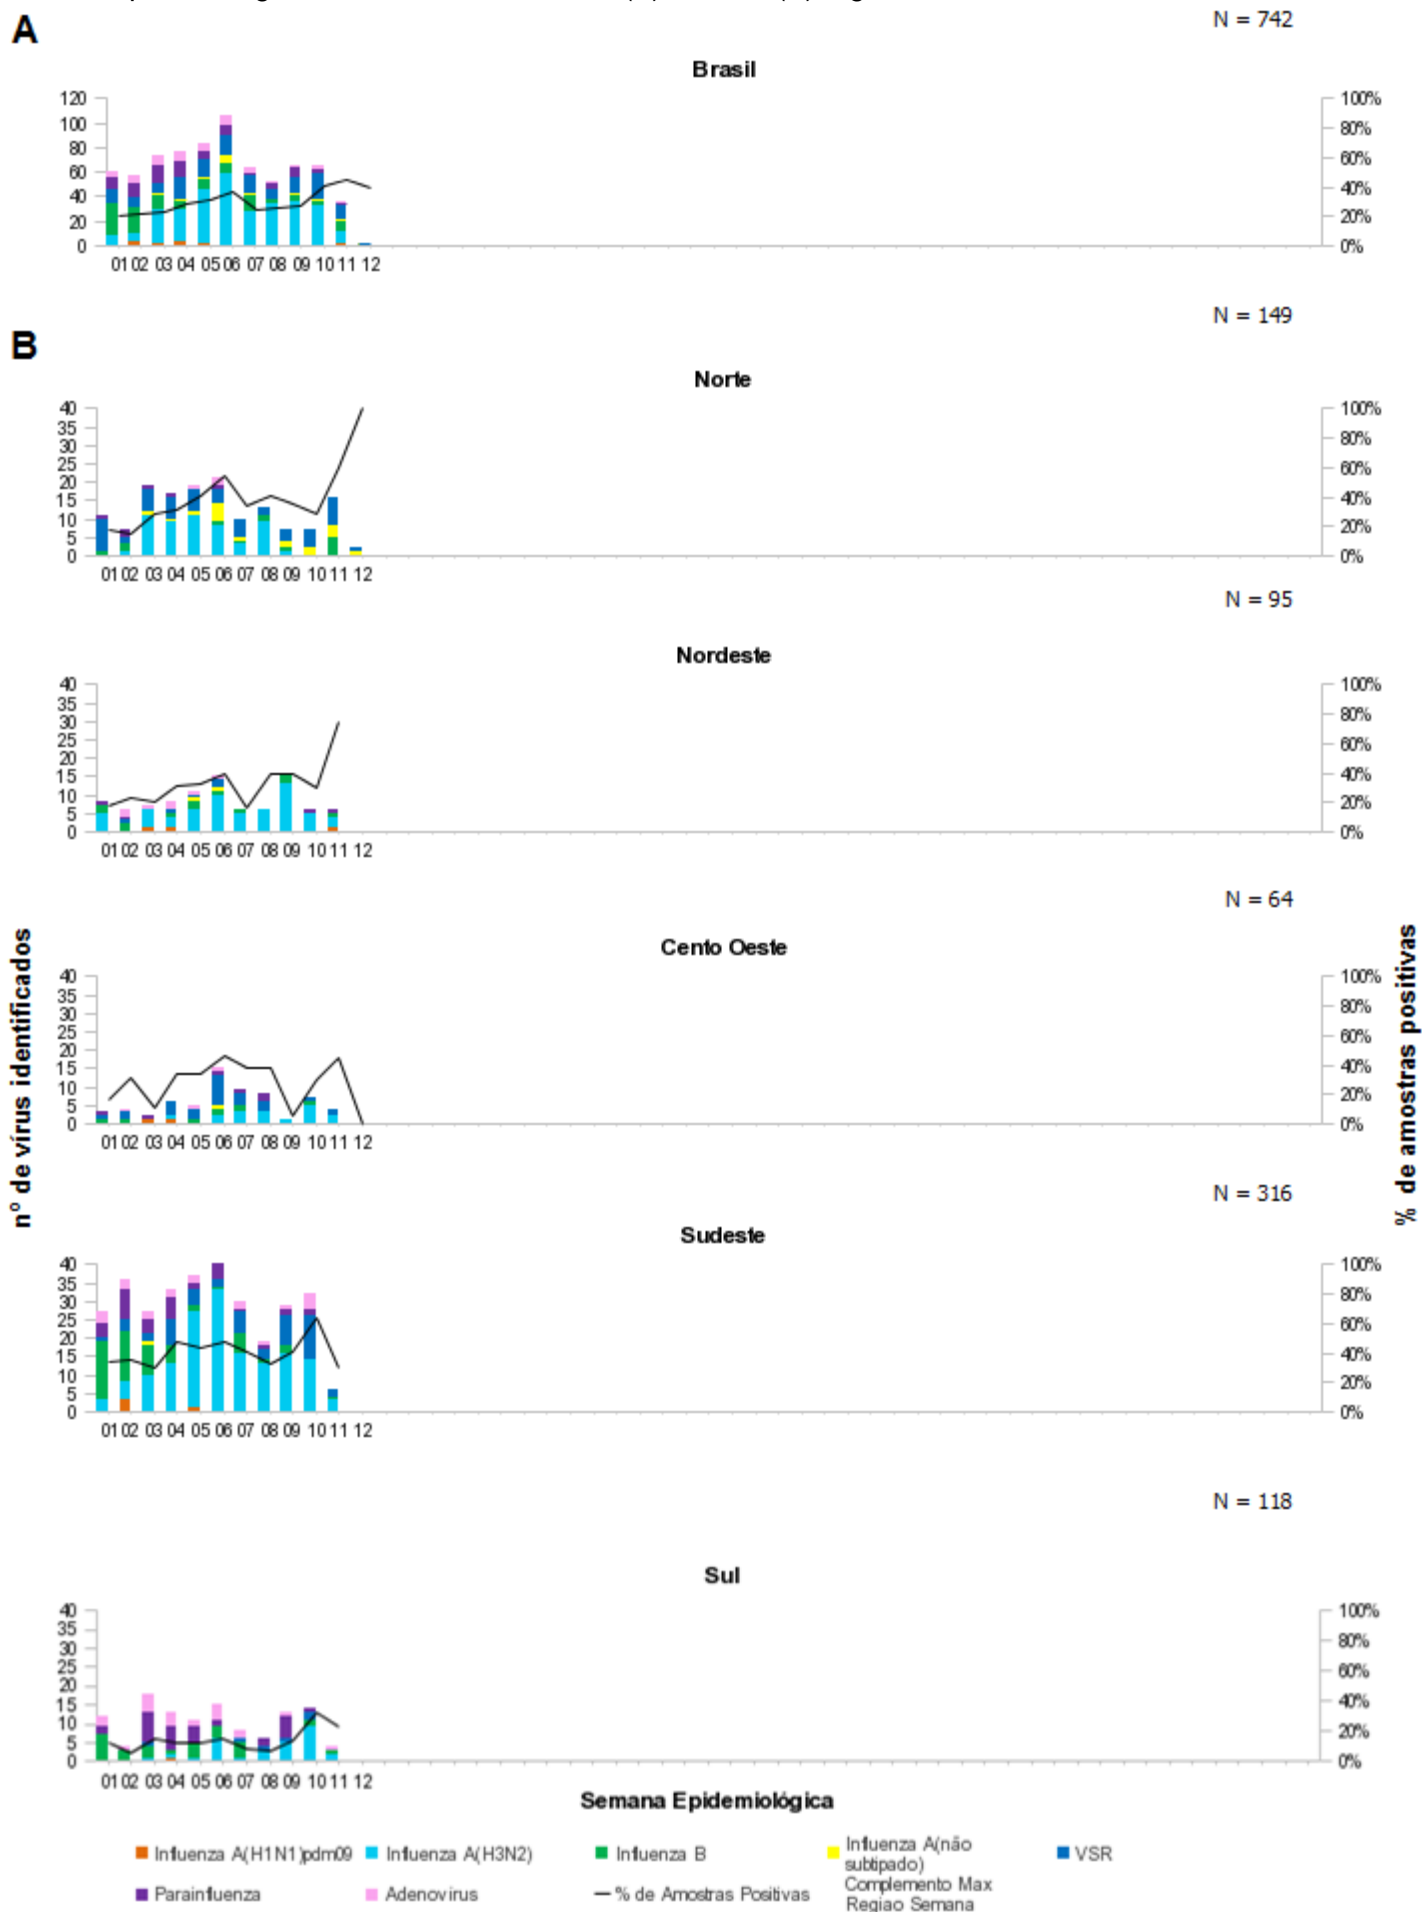 A
N = 742
Brasil
120 100%
100 80%
80 60%
60
40 40%
20 20%
0 0%
01 02 03 04 05 06 07 08 09 10 11 12
N = 149
B
Norte
40 100%
35 80%
30
25 60%
20
15 40%
10 20%
5
0 0%
01 02 03 04 05 06 07 08 09 10 11 12
N = 95
Nordeste
40 100%
35 80%
30
25 60%
20
15 40%
10 20%
5
0 0%
01 02 03 04 05 06 07 08 09 10 11 12
N = 64
Cento Oeste
40 100%
35 80%
30
25 60%
20
15 40%
10 20%
5
0 0%
01 02 03 04 05 06 07 08 09 10 11 12
nº de vírus identificados
% de amostras positivas
N = 316
Sudeste
40 100%
35 80%
30
25 60%
20
15 40%
10 20%
5
0 0%
01 02 03 04 05 06 07 08 09 10 11 12
N = 118
Sul
40 100%
35 80%
30
25 60%
20
15 40%
10 20%
5
0 0%
01 02 03 04 05 06 07 08 09 10 11 12
Semana Epidemiológica
Influenza A(H1N1)pdm09 Influenza A(H3N2) Influenza B Influenza A(não subtipado) VSR
Parainfluenza Adenovirus % de Amostras Positivas Complemento Max Regiao Semana